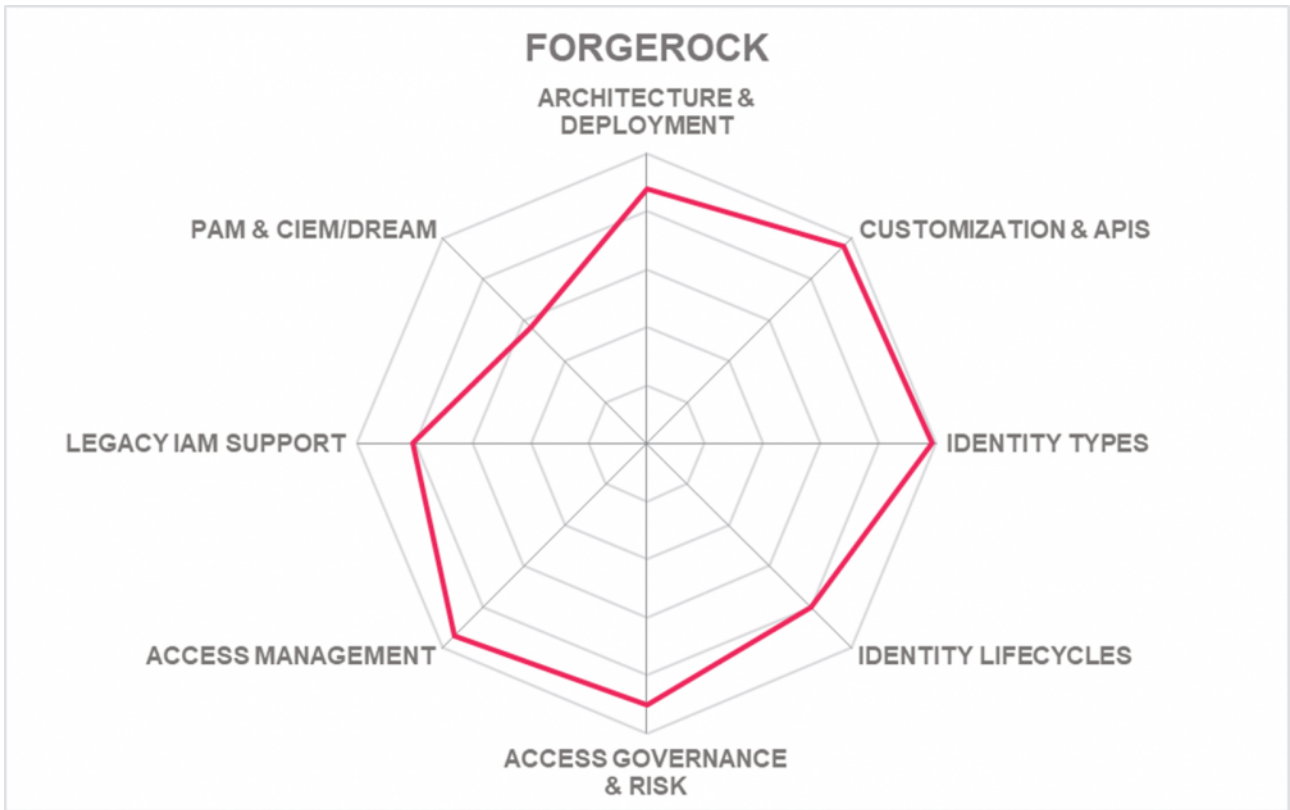 FORGEROCK
ARCHITECTURE &
DEPLOYMENT
PAM & CIEM/DREAM
CUSTOMIZATION & APIS
LEGACY IAM SUPPORT
IDENTITY TYPES
ACCESS MANAGEMENT
IDENTITY LIFECYCLES
ACCESS GOVERNANCE
& RISK